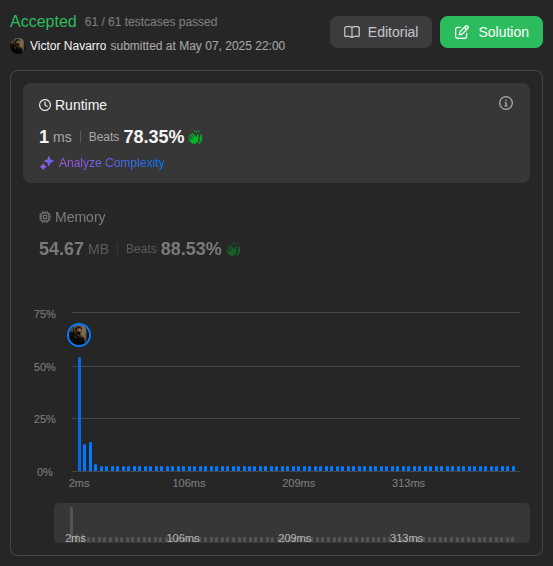 Accepted 61 / 61 testcases passed
Victor Navarro submitted at May 07, 2025 22:00
Editorial
Solution
Runtime
1 ms | Beats 78.35%
Analyze Complexity
Memory
54.67 MB | Beats 88.53%
75%
50%
25%
0%
2ms 106ms 209ms 313ms
2ms 106ms 209ms 313ms